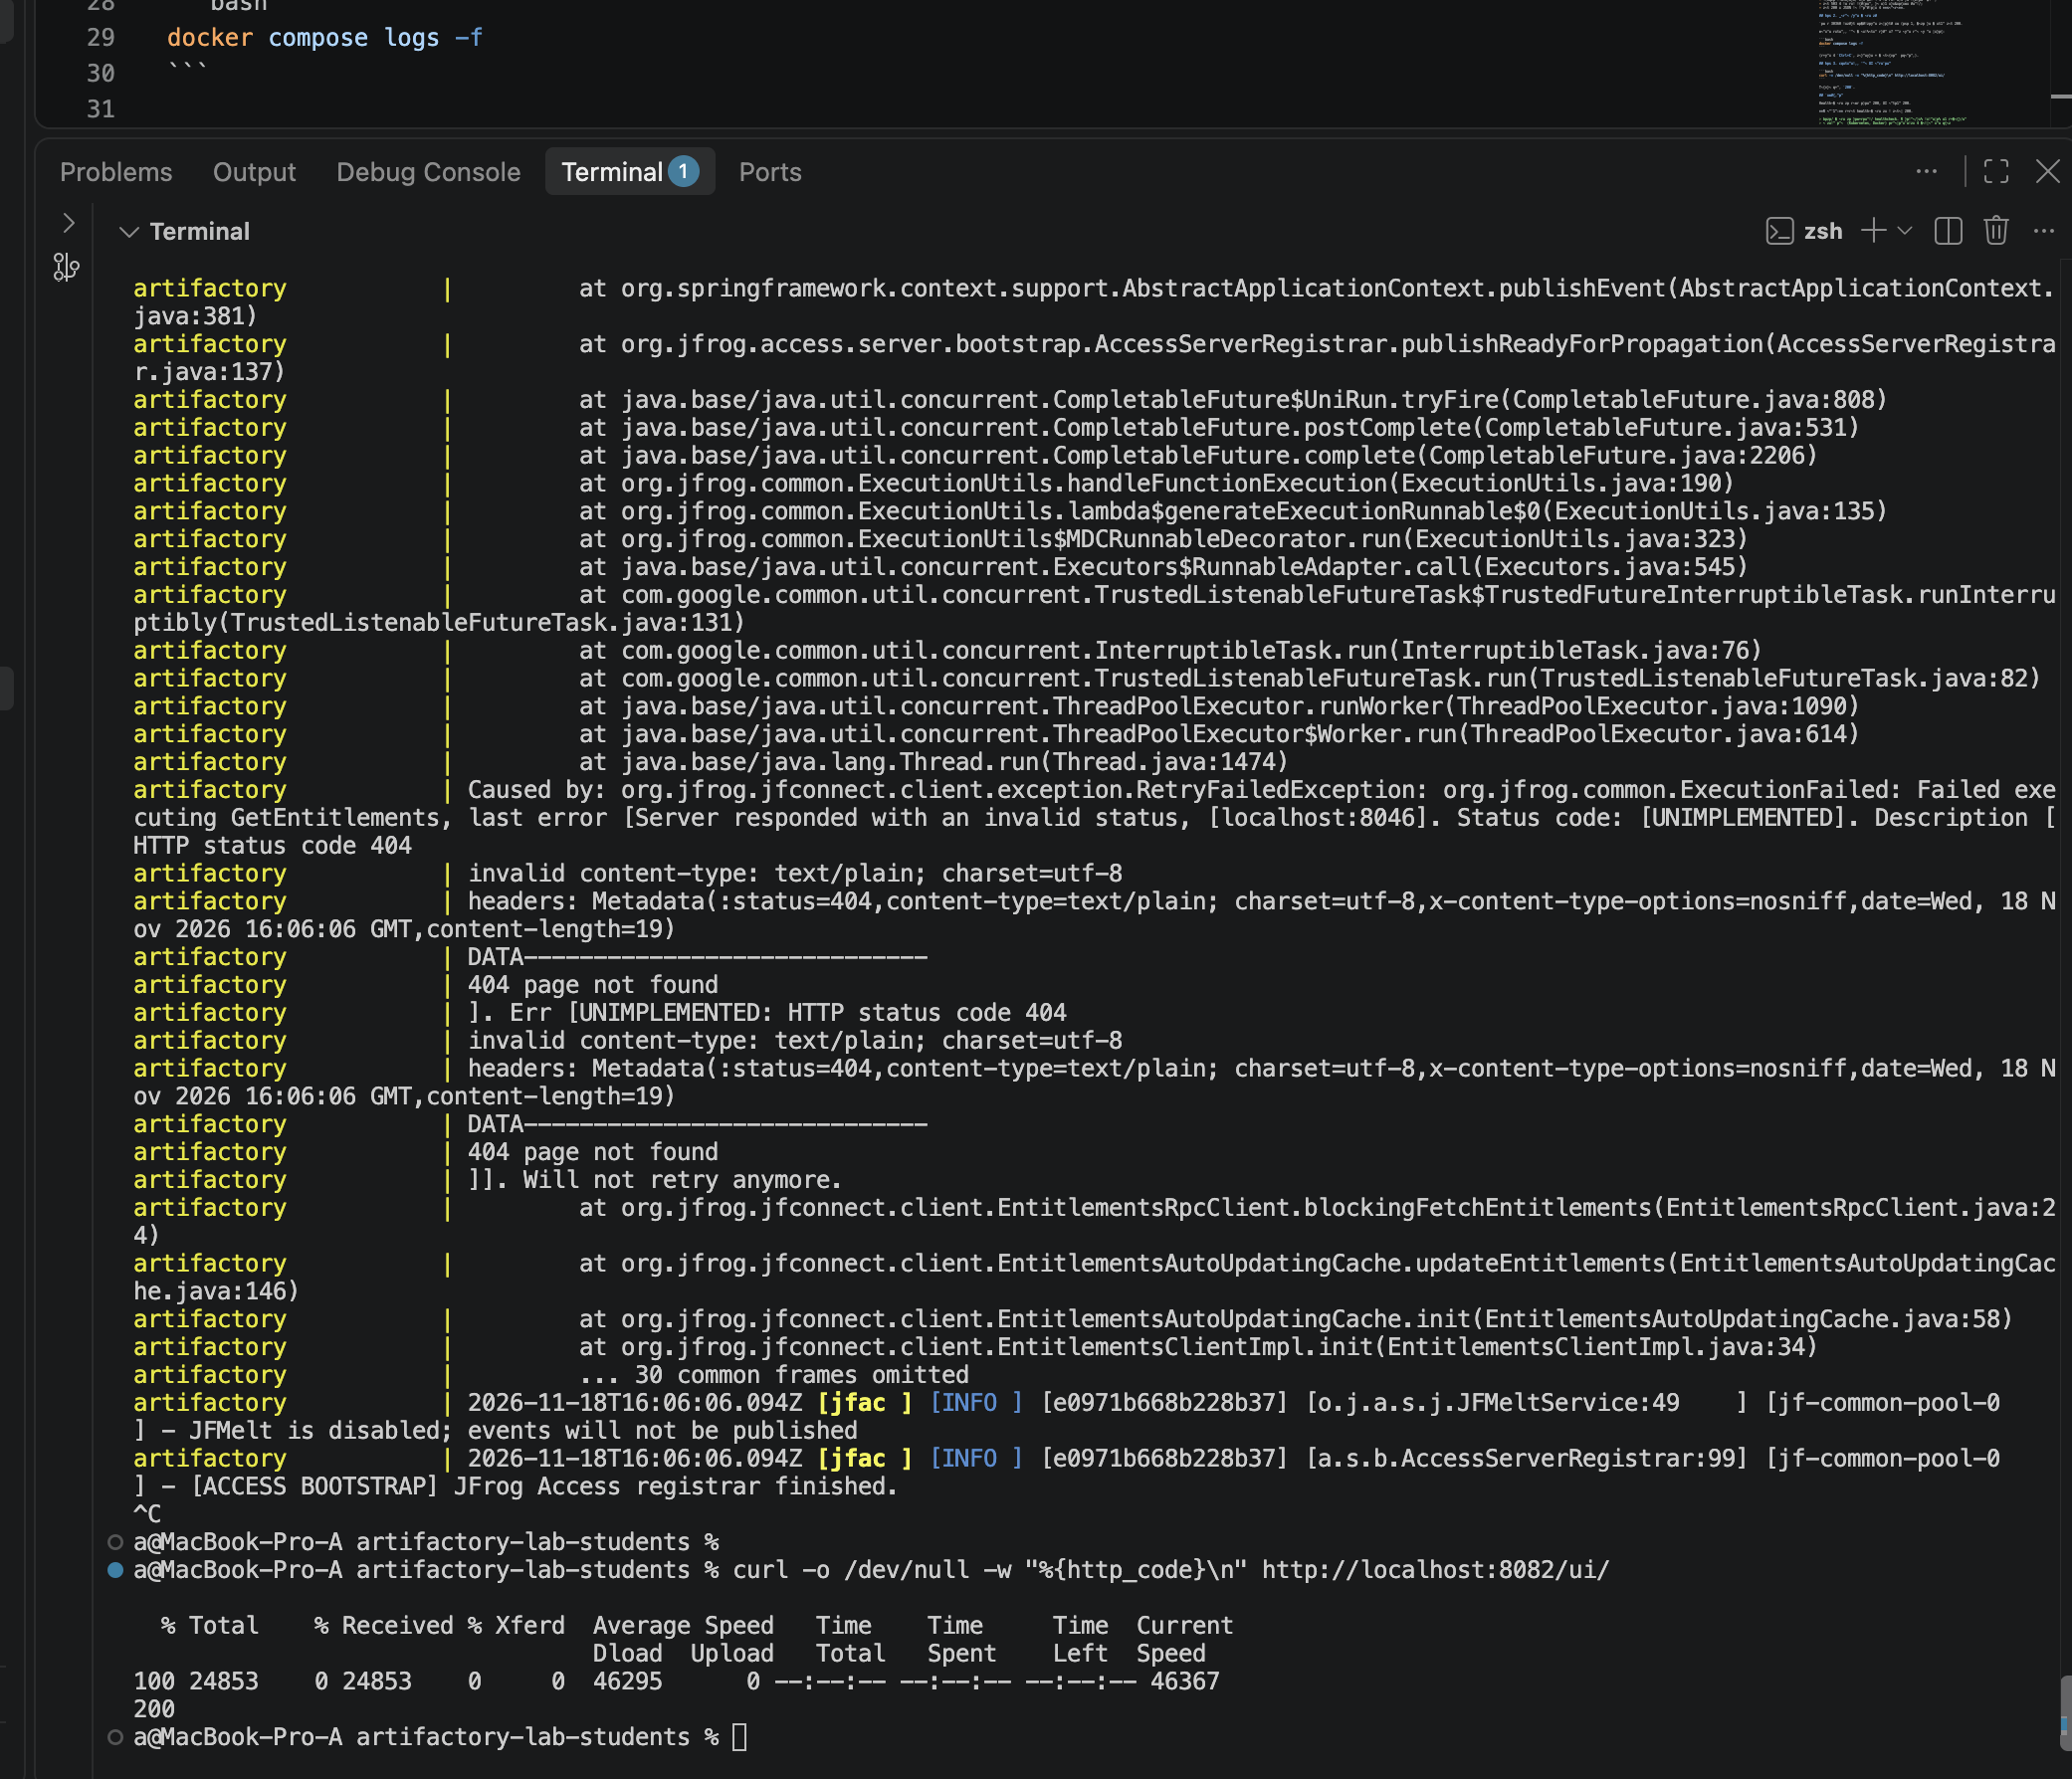 28 ```bash
29 docker compose logs -f
30 ```
31
Problems Output Debug Console Terminal 1 Ports
Terminal
zsh
artifactory | at org.springframework.context.support.AbstractApplicationContext.publishEvent(AbstractApplicationContext.
java:381)
artifactory | at org.jfrog.access.server.bootstrap.AccessServerRegistrar.publishReadyForPropagation(AccessServerRegistra
r.java:137)
artifactory | at java.base/java.util.concurrent.CompletableFuture$UniRun.tryFire(CompletableFuture.java:808)
artifactory | at java.base/java.util.concurrent.CompletableFuture.postComplete(CompletableFuture.java:531)
artifactory | at java.base/java.util.concurrent.CompletableFuture.complete(CompletableFuture.java:2206)
artifactory | at org.jfrog.common.ExecutionUtils.handleFunctionExecution(ExecutionUtils.java:190)
artifactory | at org.jfrog.common.ExecutionUtils.lambda$generateExecutionRunnable$0(ExecutionUtils.java:135)
artifactory | at org.jfrog.common.ExecutionUtils$MDCRunnableDecorator.run(ExecutionUtils.java:323)
artifactory | at java.base/java.util.concurrent.Executors$RunnableAdapter.call(Executors.java:545)
artifactory | at com.google.common.util.concurrent.TrustedListenableFutureTask$TrustedFutureInterruptibleTask.runInterru
ptibly(TrustedListenableFutureTask.java:131)
artifactory | at com.google.common.util.concurrent.InterruptibleTask.run(InterruptibleTask.java:76)
artifactory | at com.google.common.util.concurrent.TrustedListenableFutureTask.run(TrustedListenableFutureTask.java:82)
artifactory | at java.base/java.util.concurrent.ThreadPoolExecutor.runWorker(ThreadPoolExecutor.java:1090)
artifactory | at java.base/java.util.concurrent.ThreadPoolExecutor$Worker.run(ThreadPoolExecutor.java:614)
artifactory | at java.base/java.lang.Thread.run(Thread.java:1474)
artifactory | Caused by: org.jfrog.jfconnect.client.exception.RetryFailedException: org.jfrog.common.ExecutionFailed: Failed exe
cuting GetEntitlements, last error [Server responded with an invalid status, [localhost:8046]. Status code: [UNIMPLEMENTED]. Description [
HTTP status code 404
artifactory | invalid content-type: text/plain; charset=utf-8
artifactory | headers: Metadata(:status=404,content-type=text/plain; charset=utf-8,x-content-type-options=nosniff,date=Wed, 18 N
ov 2026 16:06:06 GMT,content-length=19)
artifactory | DATA-----------------------------
artifactory | 404 page not found
artifactory | ]. Err [UNIMPLEMENTED: HTTP status code 404
artifactory | invalid content-type: text/plain; charset=utf-8
artifactory | headers: Metadata(:status=404,content-type=text/plain; charset=utf-8,x-content-type-options=nosniff,date=Wed, 18 N
ov 2026 16:06:06 GMT,content-length=19)
artifactory | DATA-----------------------------
artifactory | 404 page not found
artifactory | ]]. Will not retry anymore.
artifactory | at org.jfrog.jfconnect.client.EntitlementsRpcClient.blockingFetchEntitlements(EntitlementsRpcClient.java:2
4)
artifactory | at org.jfrog.jfconnect.client.EntitlementsAutoUpdatingCache.updateEntitlements(EntitlementsAutoUpdatingCac
he.java:146)
artifactory | at org.jfrog.jfconnect.client.EntitlementsAutoUpdatingCache.init(EntitlementsAutoUpdatingCache.java:58)
artifactory | at org.jfrog.jfconnect.client.EntitlementsClientImpl.init(EntitlementsClientImpl.java:34)
artifactory | ... 30 common frames omitted
artifactory | 2026-11-18T16:06:06.094Z [jfac ] [INFO ] [e0971b668b228b37] [o.j.a.s.j.JFMeltService:49 ] [jf-common-pool-0
] - JFMelt is disabled; events will not be published
artifactory | 2026-11-18T16:06:06.094Z [jfac ] [INFO ] [e0971b668b228b37] [a.s.b.AccessServerRegistrar:99] [jf-common-pool-0
] - [ACCESS BOOTSTRAP] JFrog Access registrar finished.
^C
a@MacBook-Pro-A artifactory-lab-students %
a@MacBook-Pro-A artifactory-lab-students % curl -o /dev/null -w "%{http_code}\n" http://localhost:8082/ui/
% Total % Received % Xferd Average Speed Time Time Time Current
Dload Upload Total Spent Left Speed
100 24853 0 24853 0 0 46295 0 --:--:-- --:--:-- --:--:-- 46367
200
a@MacBook-Pro-A artifactory-lab-students %